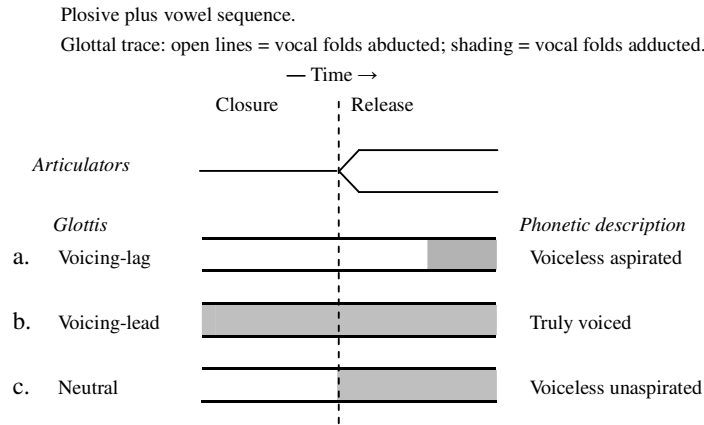 Plosive plus vowel sequence.
Glottal trace: open lines = vocal folds abducted; shading = vocal folds adducted.
— Time →
Closure Release
Articulators
Glottis Phonetic description
a. Voicing-lag Voiceless aspirated
b. Voicing-lead Truly voiced
c. Neutral Voiceless unaspirated